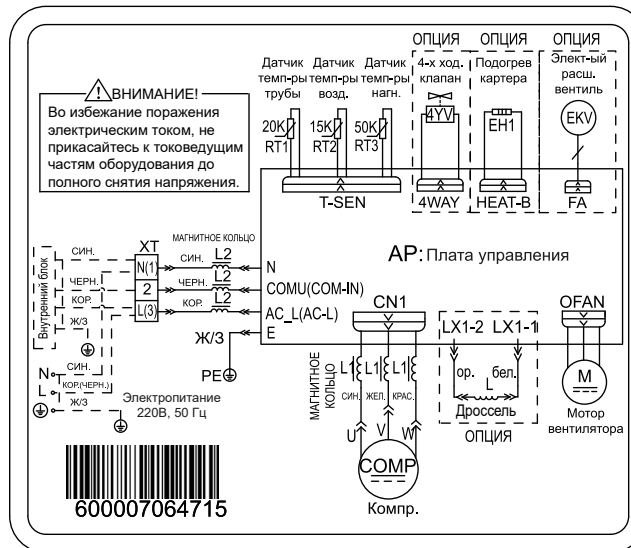 ВНИМАНИЕ!
Во избежание поражения
электрическим током, не
прикасайтесь к токоведущим
частям оборудования до
полного снятия напряжения.
Датчик
темп-ры
трубы
Датчик
темп-ры
возд.
Датчик
темп-ры
нагн.
20K
RT1
15K
RT2
50K
RT3
T-SEN
ОПЦИЯ
4-х ход.
клапан
4YV
4WAY
ОПЦИЯ
Подогрев
картера
EH1
HEAT-B
ОПЦИЯ
Элект-ый
расш.
вентиль
EKV
FA
AP: Плата управления
Внутренний блок
СИН.
ЧЕРН.
КОР.
Ж/З
XT
N(1)
2
L(3)
МАГНИТНОЕ КОЛЬЦО
СИН.
L2
N
ЧЕРН.
L2
COMU(COM-IN)
КОР.
L2
AC_L(AC-L)
Ж/З
E
PE
N
СИН.
L
КОР.(ЧЕРН.)
Ж/З
Электропитание
220В, 50 Гц
CN1
МАГНИТНОЕ
КОЛЬЦО
L1
L1
L1
СИН.
ЖЕЛ.
КРАС.
U
V
W
COMP
Компр.
LX1-2
LX1-1
ор.
L
бел.
Дроссель
ОПЦИЯ
OFAN
M
Мотор
вентилятора
600007064715